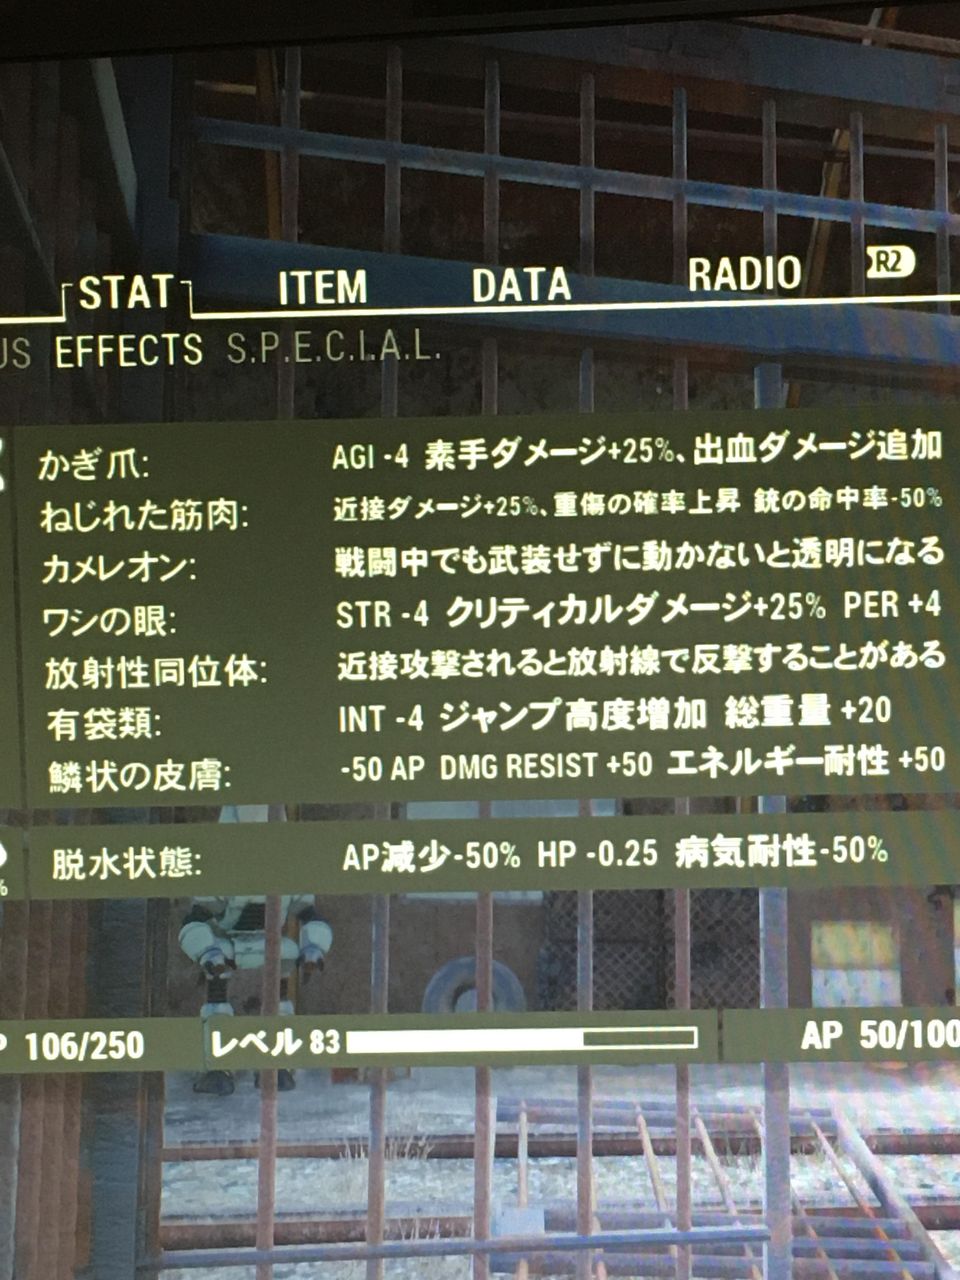 STAT ITEM DATA RADIO R2
US EFFECTS S.P.E.C.I.A.L.
かぎ爪: AGI -4 素手ダメージ+25%、出血ダメージ追加
ねじれた筋肉: 近接ダメージ+25%、重傷の確率上昇 銃の命中率-50%
カメレオン: 戦闘中でも武装せずに動かないと透明になる
ワシの眼: STR -4 クリティカルダメージ+25% PER +4
放射性同位体: 近接攻撃されると放射線で反撃することがある
有袋類: INT -4 ジャンプ高度増加 総重量 +20
鱗状の皮膚: -50 AP DMG RESIST +50 エネルギー耐性 +50
脱水状態: AP減少-50% HP -0.25 病気耐性-50%
%
P 106/250 レベル 83 AP 50/100